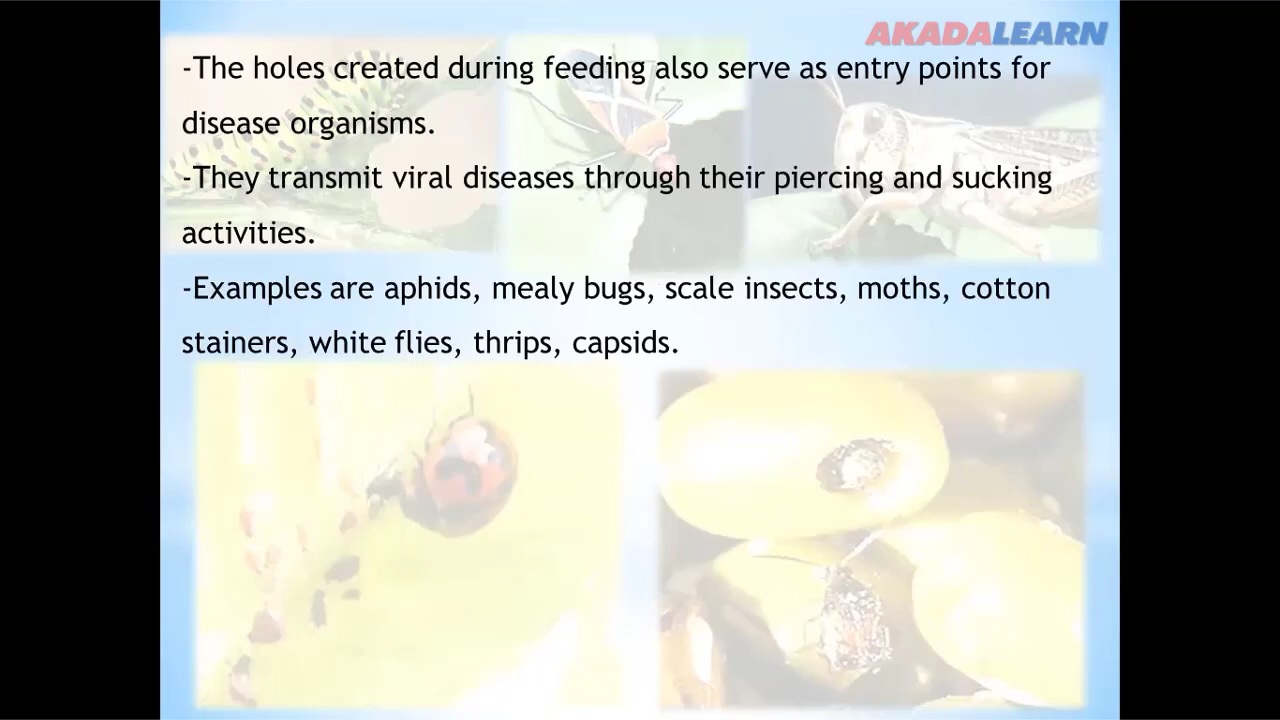 AKADALEARN
-The holes created during feeding also serve as entry points for
disease organisms.
-They transmit viral diseases through their piercing and sucking
activities.
-Examples are aphids, mealy bugs, scale insects, moths, cotton
stainers, white flies, thrips, capsids.